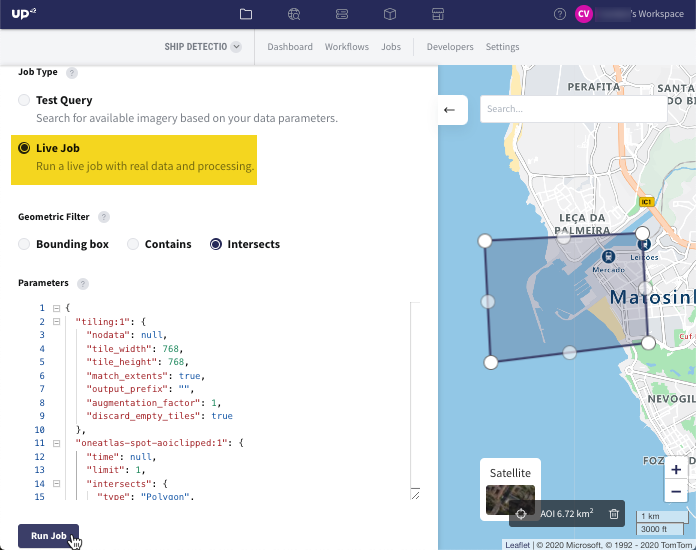 UP42
CV
's Workspace
SHIP DETECTIO
Dashboard
Workflows
Jobs
Developers
Settings
Job Type
Test Query
Search for available imagery based on your data parameters.
Live Job
Run a live job with real data and processing.
Geometric Filter
Bounding box
Contains
Intersects
Parameters
1 {
2 "tiling:1": {
3 "nodata": null,
4 "tile_width": 768,
5 "tile_height": 768,
6 "match_extents": true,
7 "output_prefix": "",
8 "augmentation_factor": 1,
9 "discard_empty_tiles": true
10 },
11 "oneatlas-spot-aoiclipped:1": {
12 "time": null,
13 "limit": 1,
14 "intersects": {
15 "type": "Polygon",
Run Job
Search...
PERAFITA
SANTA
DO BI
IC1
LEÇA DA
PALMEIRA
Leixões
Mercado
Matosinh
Cuf
NEVOGIL
FOZ
Satellite
AOI 6.72 km²
+
−
1 km
3000 ft
Leaflet | © 2020 Microsoft, © 1992 - 2020 TomTom